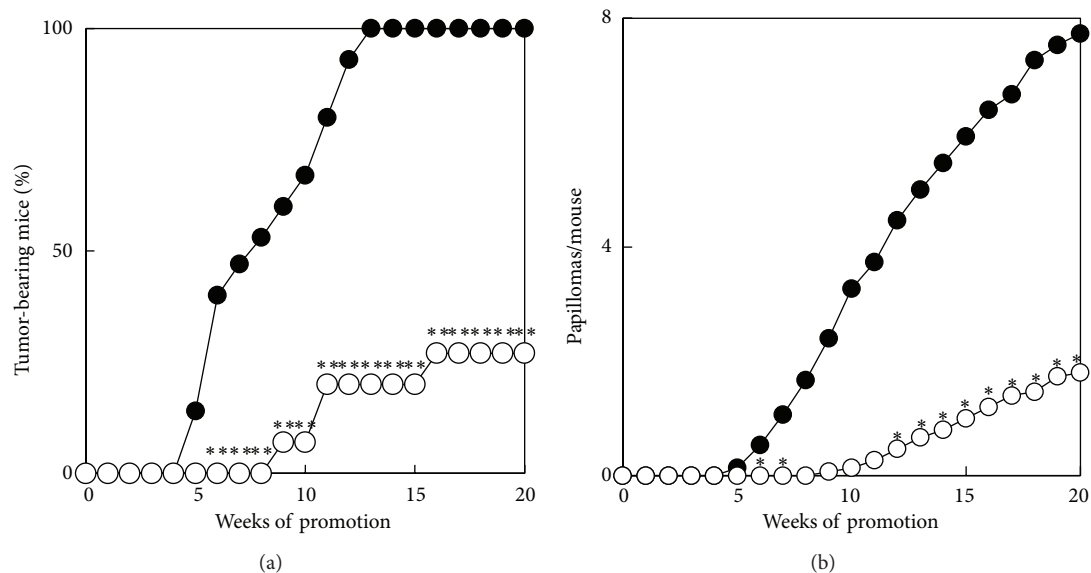 100
50
0
Tumor-bearing mice (%)
∗ ∗∗ ∗∗ ∗∗ ∗∗ ∗
∗ ∗∗ ∗∗ ∗∗ ∗∗ ∗
∗∗ ∗∗ ∗
∗ ∗∗ ∗
0 5 10 15 20
Weeks of promotion
(a)
8
4
0
Papillomas/mouse
∗ ∗ ∗ ∗ ∗ ∗ ∗ ∗ ∗ ∗ ∗
0 5 10 15 20
Weeks of promotion
(b)